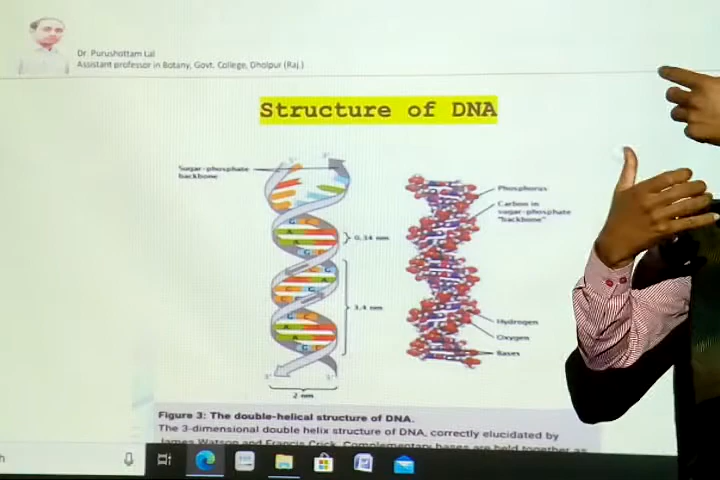 Dr. Purushottam Lal
Assistant professor in Botany, Govt. College, Dholpur (Raj.)
Structure of DNA
Sugar-phosphate
backbone
5'
3'
Phosphorus
Carbon in
sugar-phosphate
"backbone"
0.34 nm
3.4 nm
Hydrogen
Oxygen
Bases
2 nm
Figure 3: The double-helical structure of DNA.
The 3-dimensional double helix structure of DNA, correctly elucidated by
James Watson and Francis Crick. Complementary bases are held together as